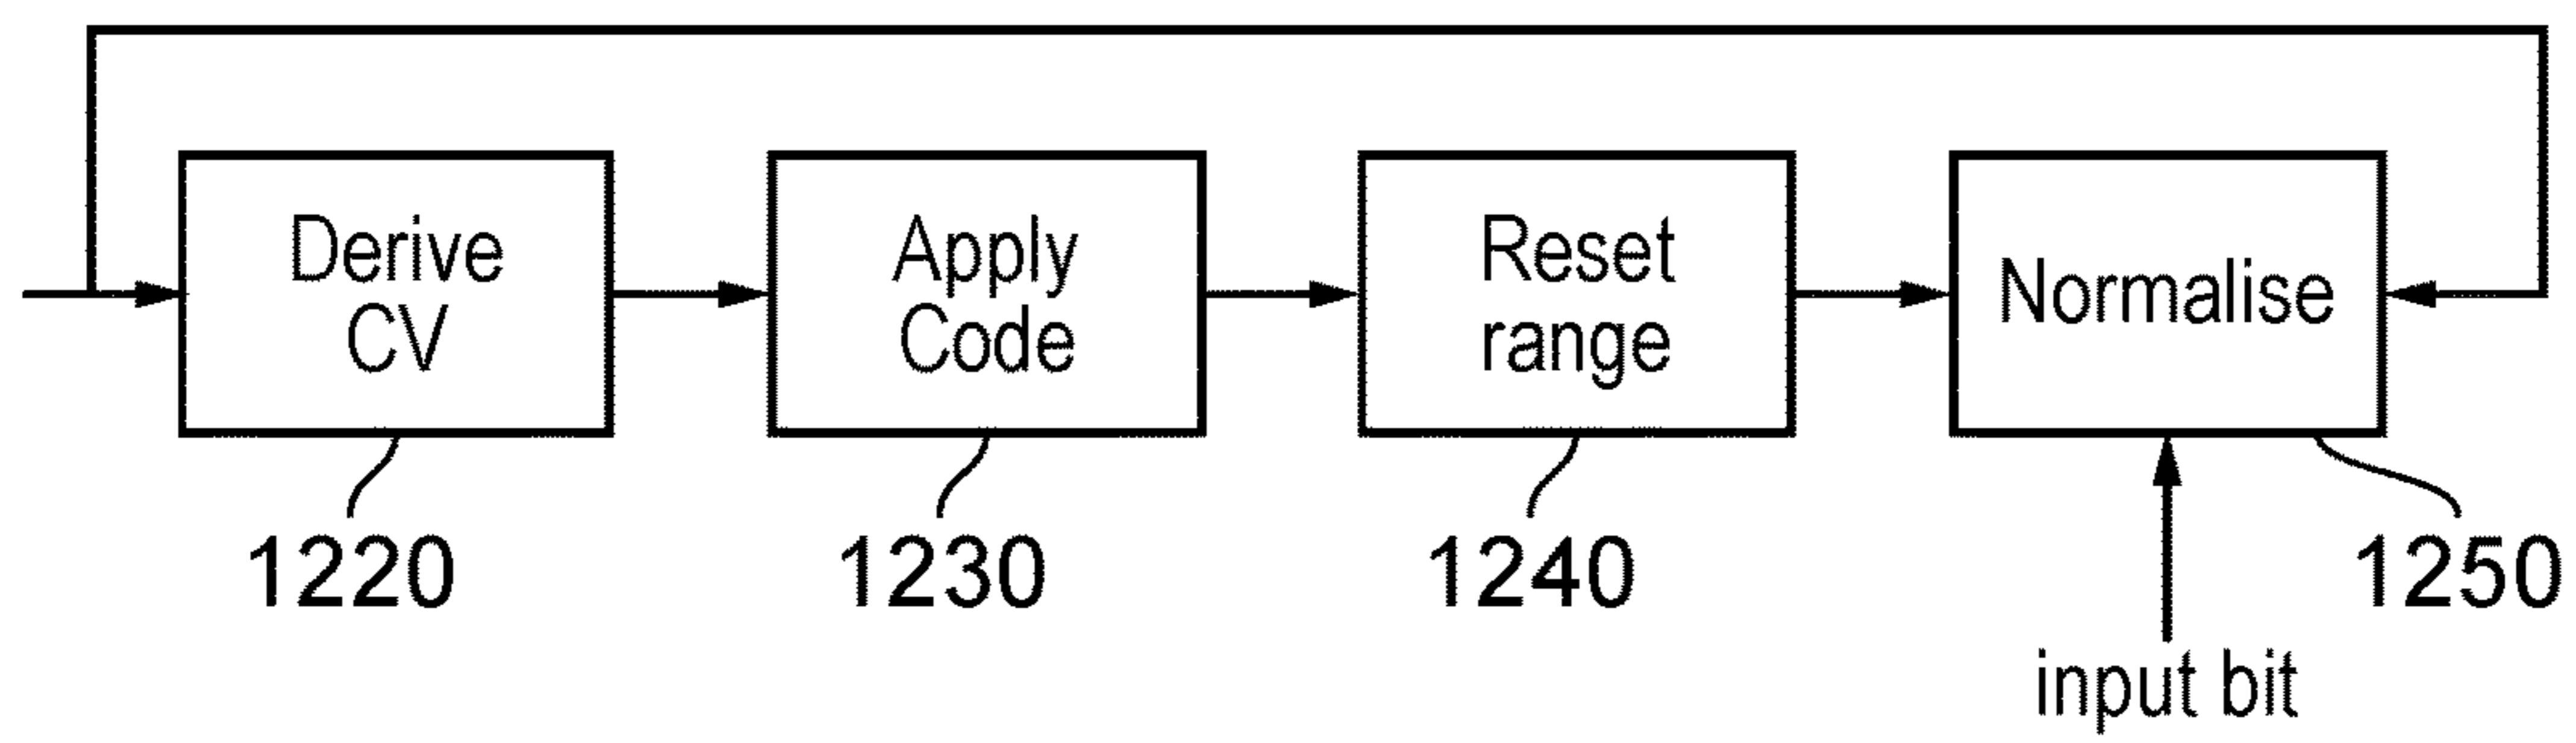 Derive
CV
Apply
Code
Reset
range
Normalise
1220
1230
1240
1250
input bit